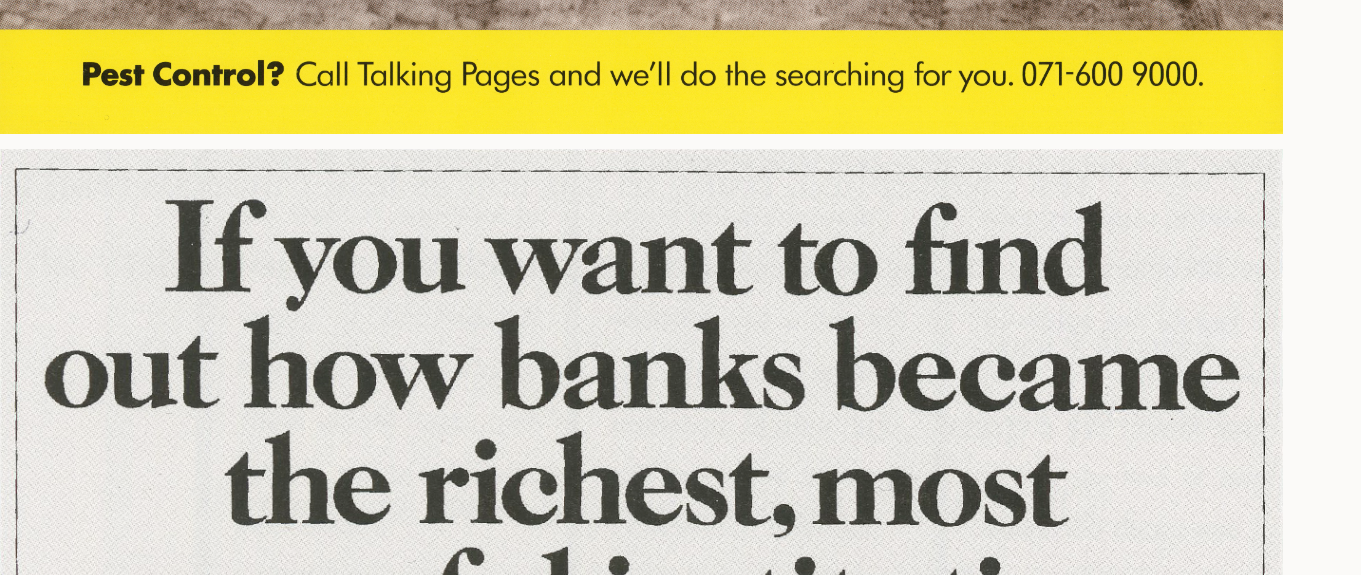 Pest Control? Call Talking Pages and we'll do the searching for you. 071-600 9000.
If you want to find
out how banks became
the richest, most